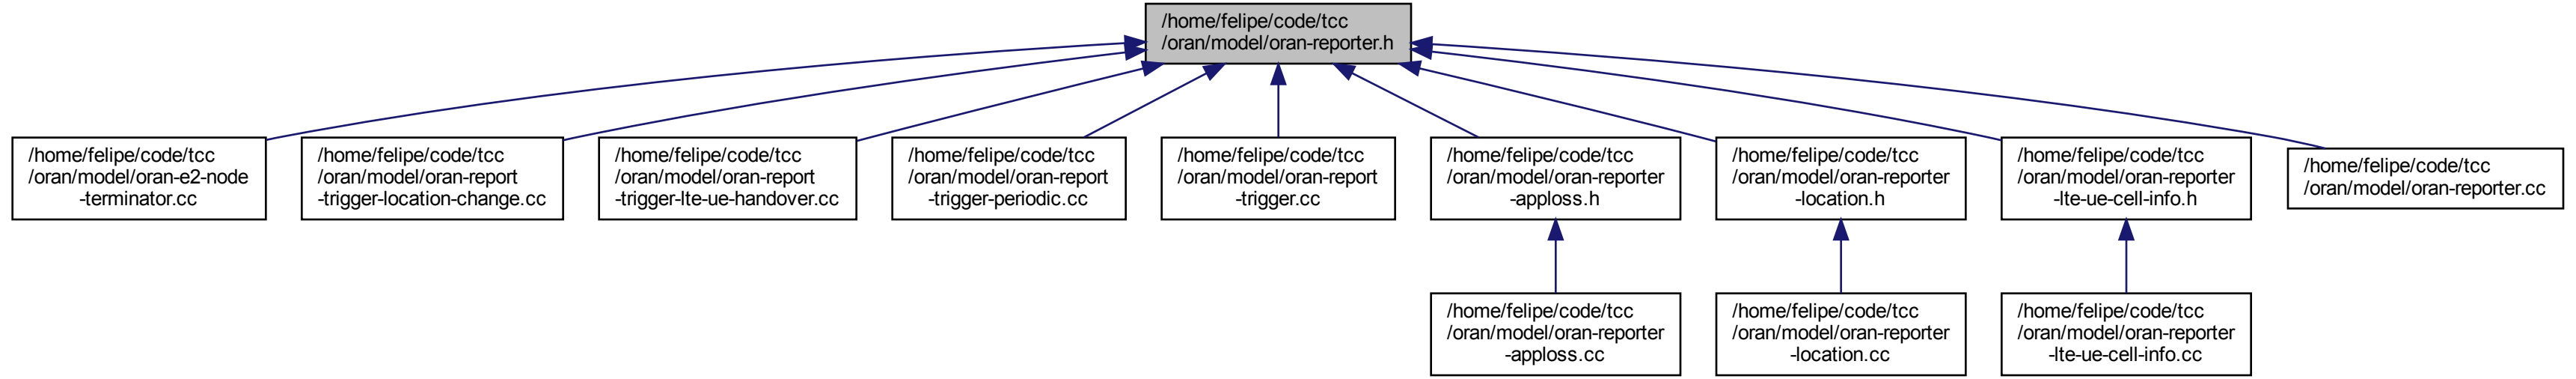 /home/felipe/code/tcc
/oran/model/oran-reporter.h
/home/felipe/code/tcc
/oran/model/oran-e2-node
-terminator.cc
/home/felipe/code/tcc
/oran/model/oran-report
-trigger-location-change.cc
/home/felipe/code/tcc
/oran/model/oran-report
-trigger-lte-ue-handover.cc
/home/felipe/code/tcc
/oran/model/oran-report
-trigger-periodic.cc
/home/felipe/code/tcc
/oran/model/oran-report
-trigger.cc
/home/felipe/code/tcc
/oran/model/oran-reporter
-apploss.h
/home/felipe/code/tcc
/oran/model/oran-reporter
-location.h
/home/felipe/code/tcc
/oran/model/oran-reporter
-lte-ue-cell-info.h
/home/felipe/code/tcc
/oran/model/oran-reporter.cc
/home/felipe/code/tcc
/oran/model/oran-reporter
-apploss.cc
/home/felipe/code/tcc
/oran/model/oran-reporter
-location.cc
/home/felipe/code/tcc
/oran/model/oran-reporter
-lte-ue-cell-info.cc